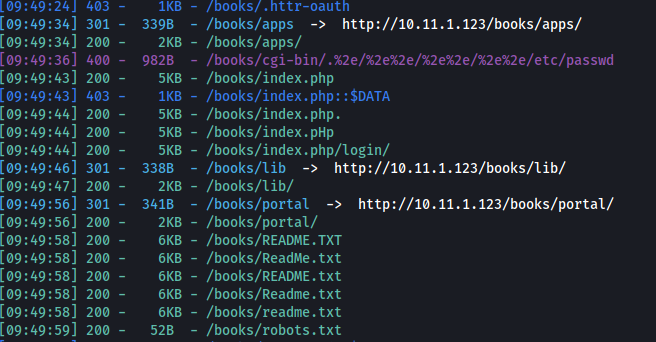 [09:49:24] 403 - 1KB - /books/.httr-oauth
[09:49:34] 301 - 339B - /books/apps -> http://10.11.1.123/books/apps/
[09:49:34] 200 - 2KB - /books/apps/
[09:49:36] 400 - 982B - /books/cgi-bin/.%2e/%2e%2e/%2e%2e/%2e%2e/etc/passwd
[09:49:43] 200 - 5KB - /books/index.php
[09:49:43] 403 - 1KB - /books/index.php::$DATA
[09:49:44] 200 - 5KB - /books/index.php.
[09:49:44] 200 - 5KB - /books/index.pHp
[09:49:44] 200 - 5KB - /books/index.php/login/
[09:49:46] 301 - 338B - /books/lib -> http://10.11.1.123/books/lib/
[09:49:47] 200 - 2KB - /books/lib/
[09:49:56] 301 - 341B - /books/portal -> http://10.11.1.123/books/portal/
[09:49:56] 200 - 2KB - /books/portal/
[09:49:58] 200 - 6KB - /books/README.TXT
[09:49:58] 200 - 6KB - /books/ReadMe.txt
[09:49:58] 200 - 6KB - /books/README.txt
[09:49:58] 200 - 6KB - /books/Readme.txt
[09:49:58] 200 - 6KB - /books/readme.txt
[09:49:59] 200 - 52B - /books/robots.txt